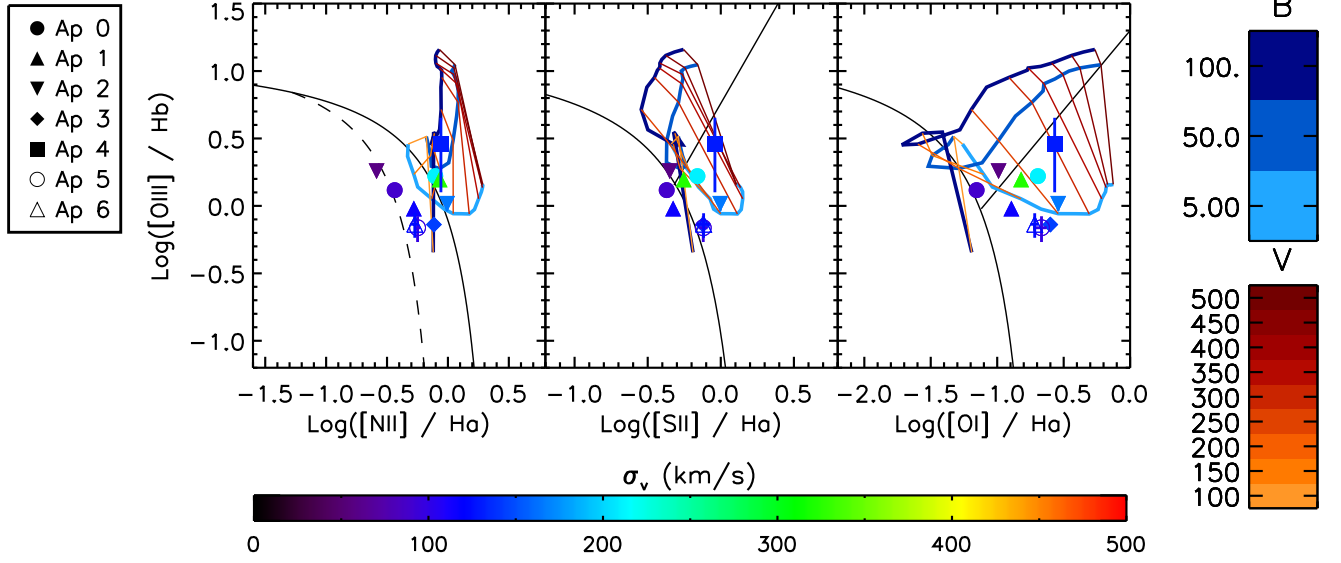 Ap 0
Ap 1
Ap 2
Ap 3
Ap 4
Ap 5
Ap 6
Log([OIII] / Hb)
1.5
1.0
0.5
0.0
−0.5
−1.0
−1.5 −1.0 −0.5 0.0 0.5
Log([NII] / Ha)
−1.0 −0.5 0.0 0.5
Log([SII] / Ha)
−2.0 −1.5 −1.0 −0.5 0.0
Log([OI] / Ha)
B
100.
50.0
5.00
V
500
450
400
350
300
250
200
150
100
σv (km/s)
0 100 200 300 400 500